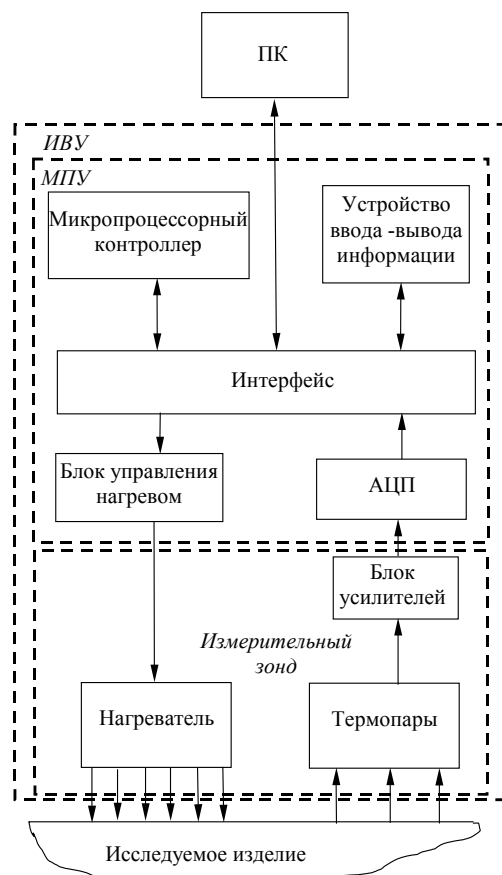 ПК
ИВУ
МПУ
Микропроцессорный
контроллер
Устройство
ввода -вывода
информации
Интерфейс
Блок управления
нагревом
АЦП
Блок
усилителей
Измерительный
зонд
Нагреватель
Термопары
Исследуемое изделие